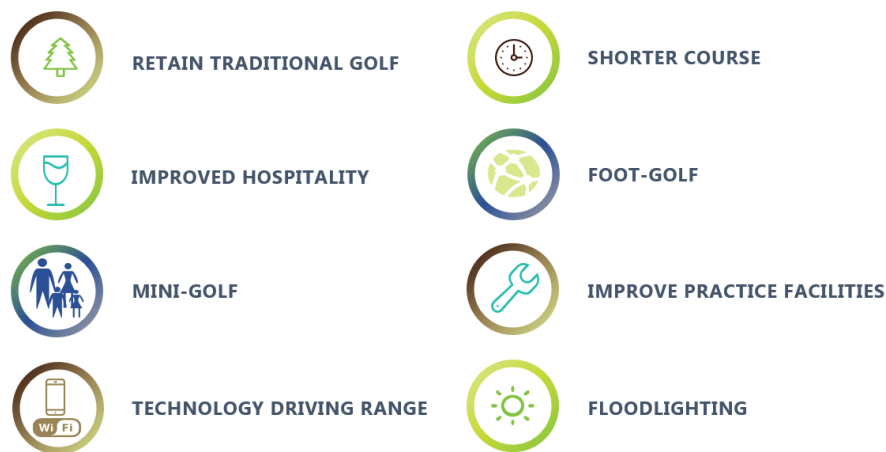 RETAIN TRADITIONAL GOLF
SHORTER COURSE
IMPROVED HOSPITALITY
FOOT-GOLF
MINI-GOLF
IMPROVE PRACTICE FACILITIES
Wi Fi
TECHNOLOGY DRIVING RANGE
FLOODLIGHTING